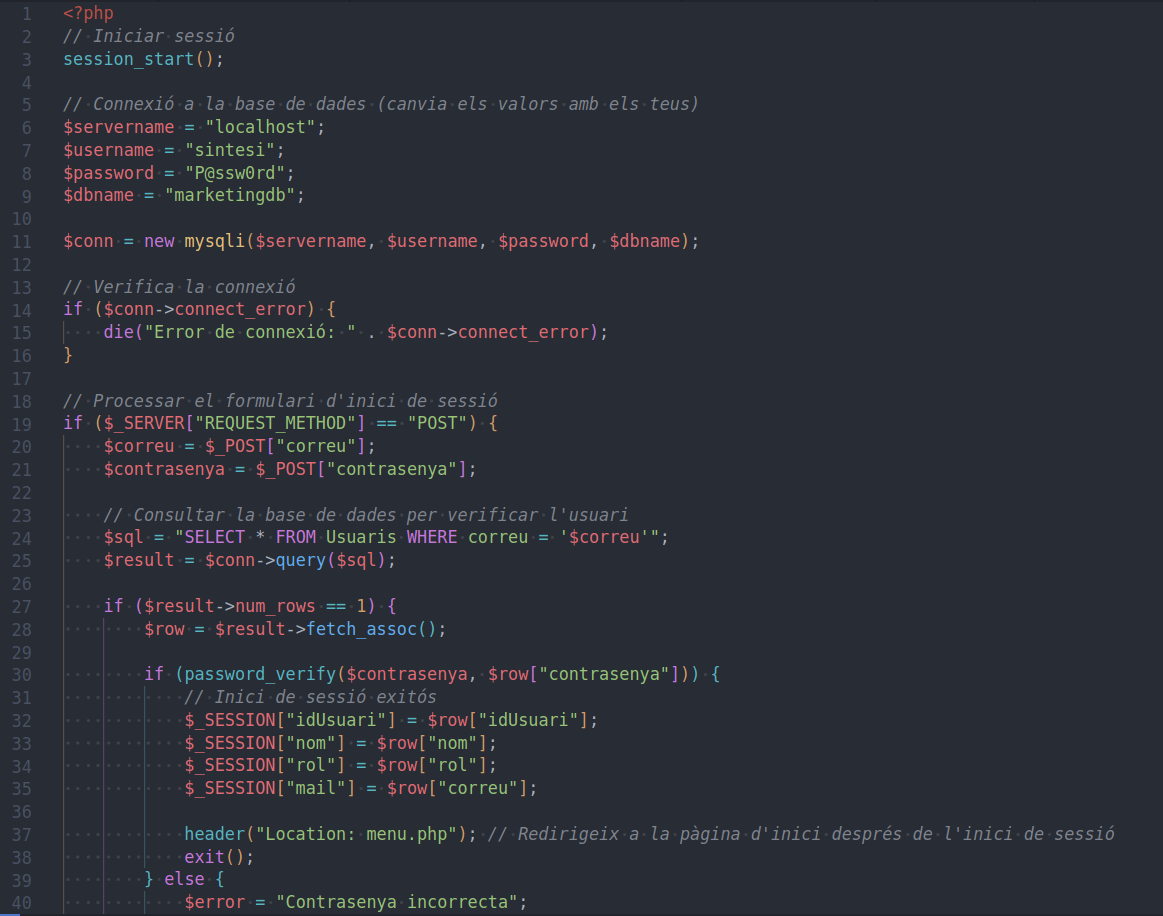 1 <?php
2 // Iniciar sessió
3 session_start();
4
5 // Connexió a la base de dades (canvia els valors amb els teus)
6 $servername = "localhost";
7 $username = "sintesi";
8 $password = "P@ssw0rd";
9 $dbname = "marketingdb";
10
11 $conn = new mysqli($servername, $username, $password, $dbname);
12
13 // Verifica la connexió
14 if ($conn->connect_error) {
15     die("Error de connexió: " . $conn->connect_error);
16 }
17
18 // Processar el formulari d'inici de sessió
19 if ($_SERVER["REQUEST_METHOD"] == "POST") {
20     $correu = $_POST["correu"];
21     $contrasenya = $_POST["contrasenya"];
22
23     // Consultar la base de dades per verificar l'usuari
24     $sql = "SELECT * FROM Usuaris WHERE correu = '$correu'";
25     $result = $conn->query($sql);
26
27     if ($result->num_rows == 1) {
28         $row = $result->fetch_assoc();
29
30         if (password_verify($contrasenya, $row["contrasenya"])) {
31             // Inici de sessió exitós
32             $_SESSION["idUsuari"] = $row["idUsuari"];
33             $_SESSION["nom"] = $row["nom"];
34             $_SESSION["rol"] = $row["rol"];
35             $_SESSION["mail"] = $row["correu"];
36
37             header("Location: menu.php"); // Redirigeix a la pàgina d'inici després de l'inici de sessió
38             exit();
39         } else {
40             $error = "Contrasenya incorrecta";